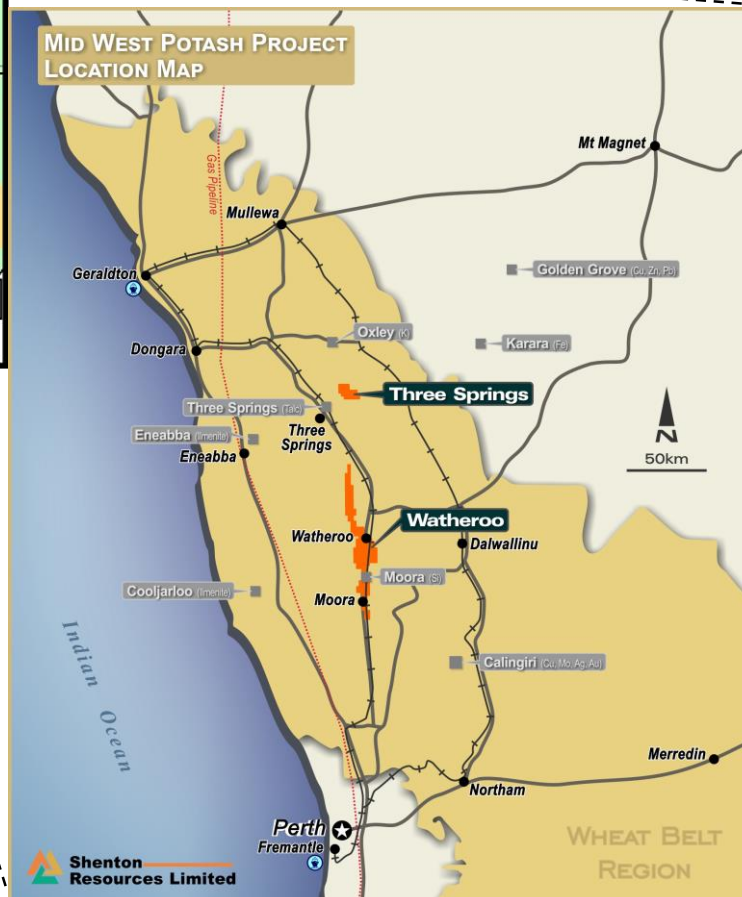 MID WEST POTASH PROJECT
LOCATION MAP
Gas Pipeline
Mt Magnet
Mullewa
Geraldton
Golden Grove (Cu, Zn, Pb)
Oxley (K)
Karara (Fe)
Dongara
Three Springs
Three Springs (Talc)
N
50km
Three
Springs
Eneabba (Ilmenite)
Eneabba
Watheroo
Watheroo
Dalwallinu
Moora (Si)
Cooljarloo (Ilmenite)
Moora
Indian Ocean
Calingiri (Cu, Mo, Ag, Au)
Merredin
Northam
Perth
Fremantle
WHEAT BELT
REGION
Shenton
Resources Limited